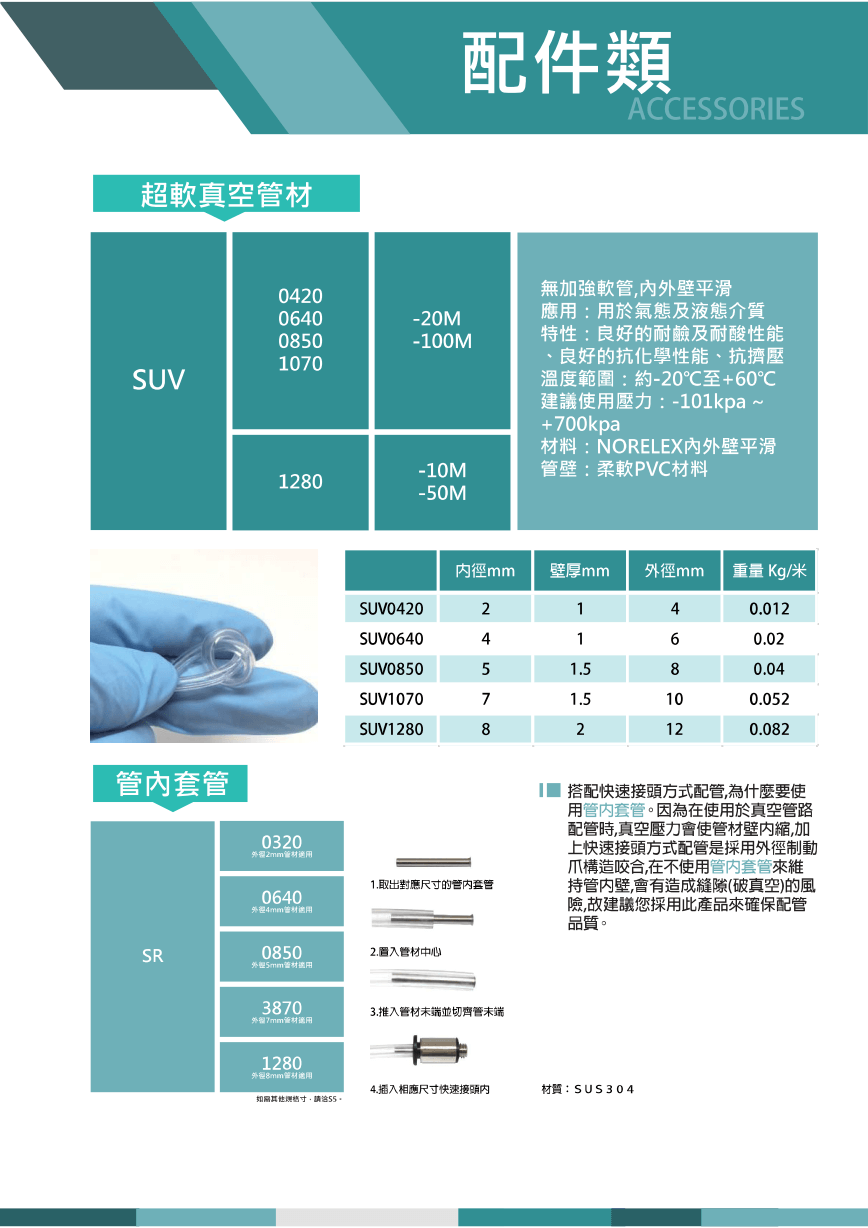 配件類
ACCESSORIES
超軟真空管材
SUV
0420
0640
0850
1070
-20M
-100M
1280
-10M
-50M
無加強軟管,內外壁平滑
應用：用於氣態及液態介質
特性：良好的耐鹼及耐酸性能
、良好的抗化學性能、抗擠壓
溫度範圍：約-20℃至+60℃
建議使用壓力：-101kpa ~
+700kpa
材料：NORELEX內外壁平滑
管壁：柔軟PVC材料
內徑mm 壁厚mm 外徑mm 重量 Kg/米
SUV0420 2 1 4 0.012
SUV0640 4 1 6 0.02
SUV0850 5 1.5 8 0.04
SUV1070 7 1.5 10 0.052
SUV1280 8 2 12 0.082
管內套管
SR
0320
外徑2mm管材適用
0640
外徑4mm管材適用
0850
外徑5mm管材適用
3870
外徑7mm管材適用
1280
外徑8mm管材適用
如需其他規格寸，請洽S5。
1.取出對應尺寸的管內套管
2.置入管材中心
3.推入管材末端並切齊管末端
4.插入相應尺寸快速接頭內
搭配快速接頭方式配管,為什麼要使
用管內套管。因為在使用於真空管路
配管時,真空壓力會使管材壁內縮,加
上快速接頭方式配管是採用外徑制動
爪構造咬合,在不使用管內套管來維
持管內壁,會有造成縫隙(破真空)的風
險,故建議您採用此產品來確保配管
品質。
材質：SUS304